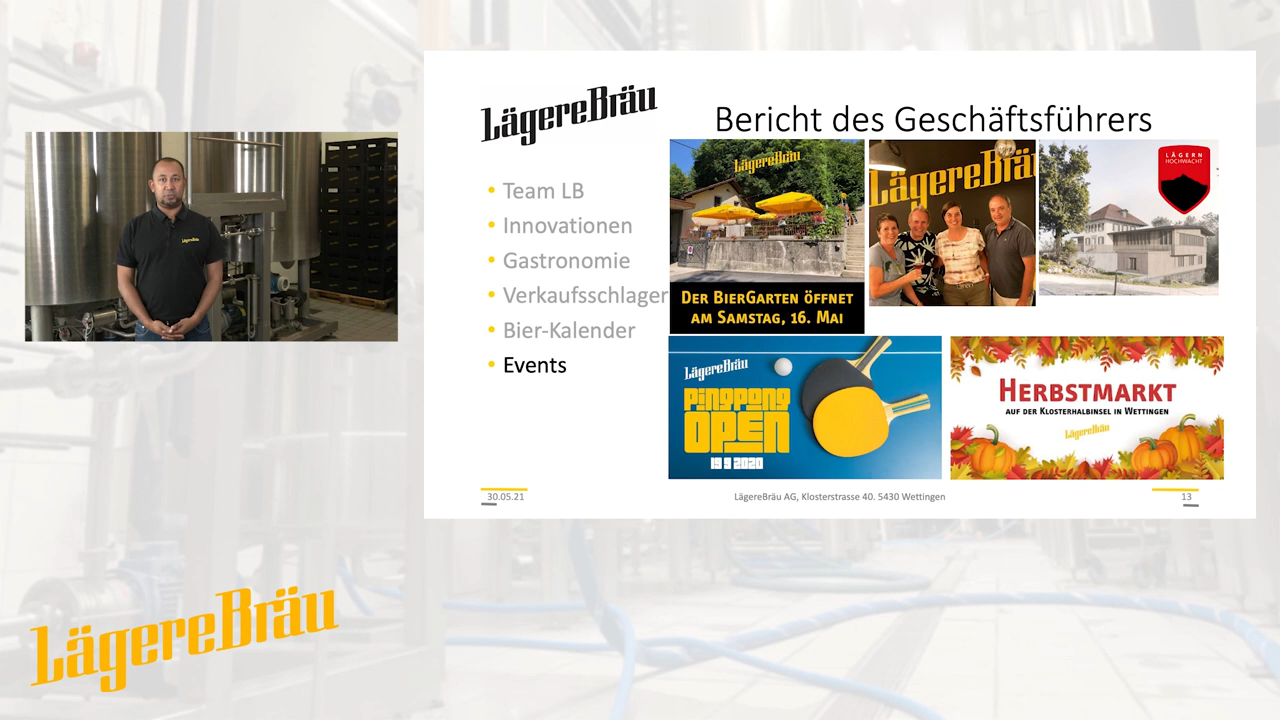 LägereBräu
Bericht des Geschäftsführers
Team LB
Innovationen
Gastronomie
Verkaufsschlager
Bier-Kalender
Events
LägereBräu
Der BierGarten öffnet
am Samstag, 16. Mai
LägereBräu
LÄGERN
HOCHWACHT
LägereBräu
PINGPONG
OPEN
19 9 2020
Herbstmarkt
auf der Klosterhalbinsel in Wettingen
LägereBräu
30.05.21
LägereBräu AG, Klosterstrasse 40. 5430 Wettingen
13
LägereBräu
LägereBräu